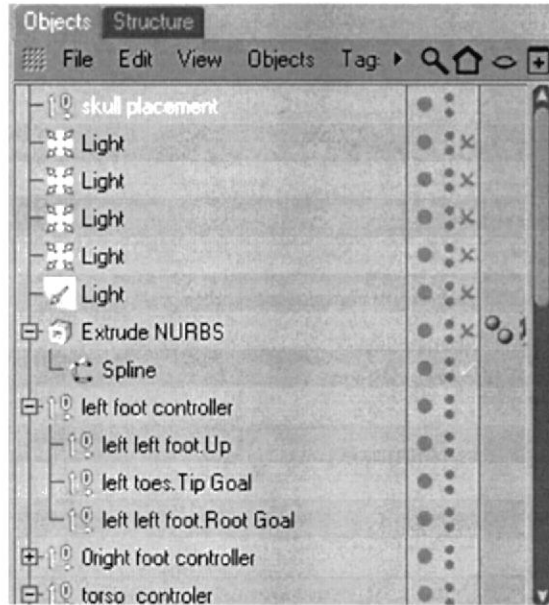 Objects Structure
File Edit View Objects Tag:
skull placement
Light
Light
Light
Light
Light
Extrude NURBS
Spline
left foot controller
left left foot.Up
left toes.Tip Goal
left left foot.Root Goal
0right foot controller
torso controler